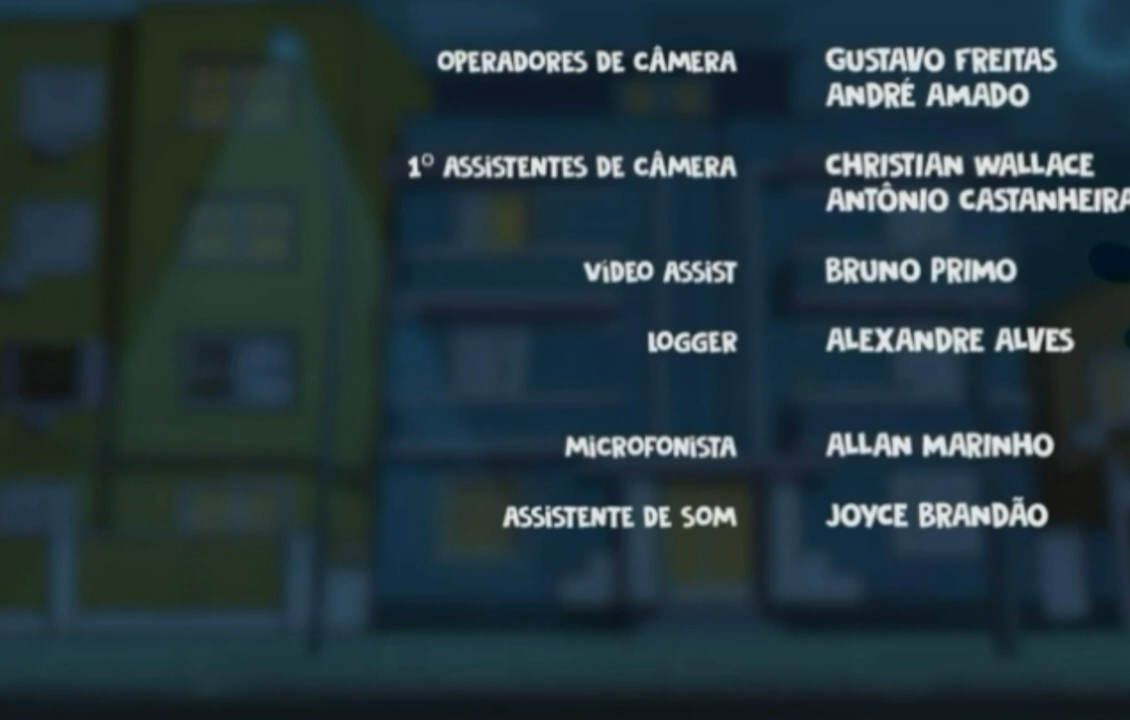 OPERADORES DE CÂMERA GUSTAVO FREITAS
ANDRÉ AMADO
1º ASSISTENTES DE CÂMERA CHRISTIAN WALLACE
ANTÔNIO CASTANHEIRA
VÍDEO ASSIST BRUNO PRIMO
LOGGER ALEXANDRE ALVES
MICROFONISTA ALLAN MARINHO
ASSISTENTE DE SOM JOYCE BRANDÃO